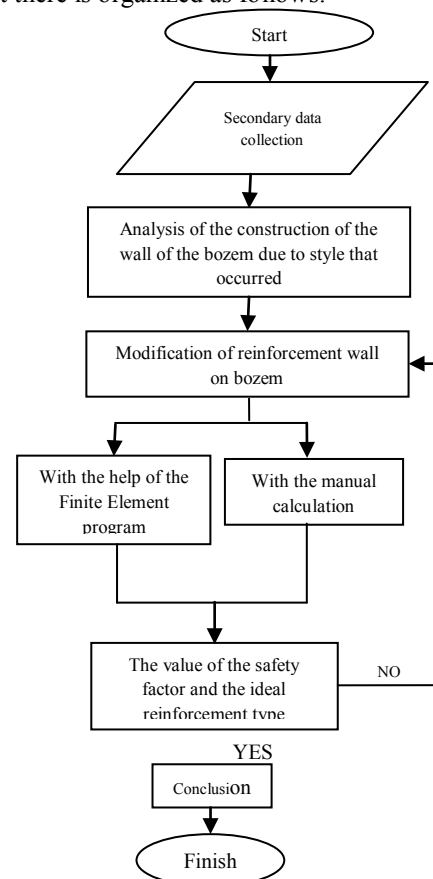 t there is organized as follows:
Start
Secondary data
collection
Analysis of the construction of the
wall of the bozem due to style that
occurred
Modification of reinforcement wall
on bozem
With the help of the
Finite Element
program
With the manual
calculation
The value of the safety
factor and the ideal
reinforcement type
NO
YES
Conclusion
Finish